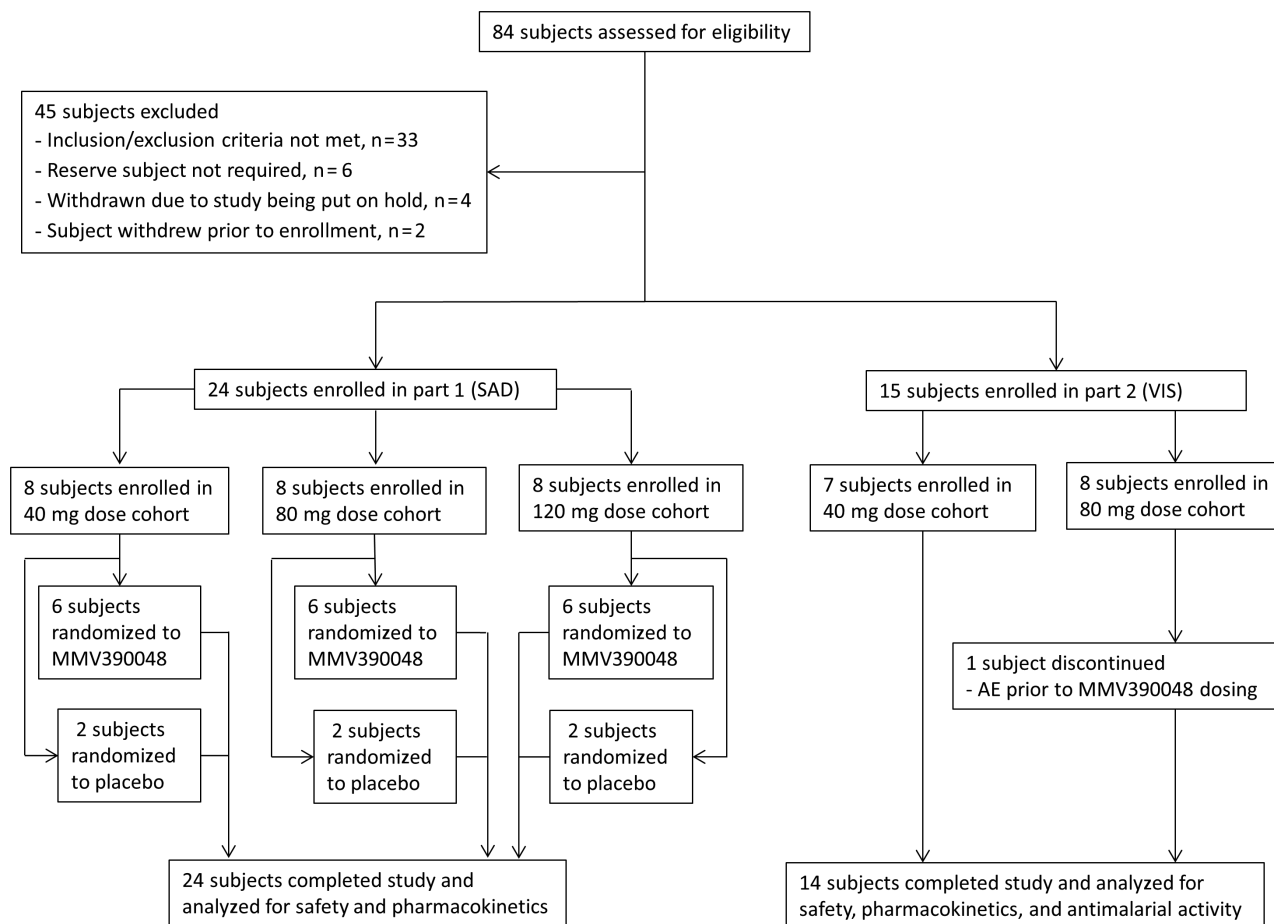 84 subjects assessed for eligibility
45 subjects excluded
- Inclusion/exclusion criteria not met, n=33
- Reserve subject not required, n=6
- Withdrawn due to study being put on hold, n=4
- Subject withdrew prior to enrollment, n=2
24 subjects enrolled in part 1 (SAD)
15 subjects enrolled in part 2 (VIS)
8 subjects enrolled in
40 mg dose cohort
8 subjects enrolled in
80 mg dose cohort
8 subjects enrolled in
120 mg dose cohort
7 subjects enrolled in
40 mg dose cohort
8 subjects enrolled in
80 mg dose cohort
6 subjects
randomized to
MMV390048
6 subjects
randomized to
MMV390048
6 subjects
randomized to
MMV390048
1 subject discontinued
- AE prior to MMV390048 dosing
2 subjects
randomized
to placebo
2 subjects
randomized
to placebo
2 subjects
randomized
to placebo
24 subjects completed study and
analyzed for safety and pharmacokinetics
14 subjects completed study and analyzed for
safety, pharmacokinetics, and antimalarial activity